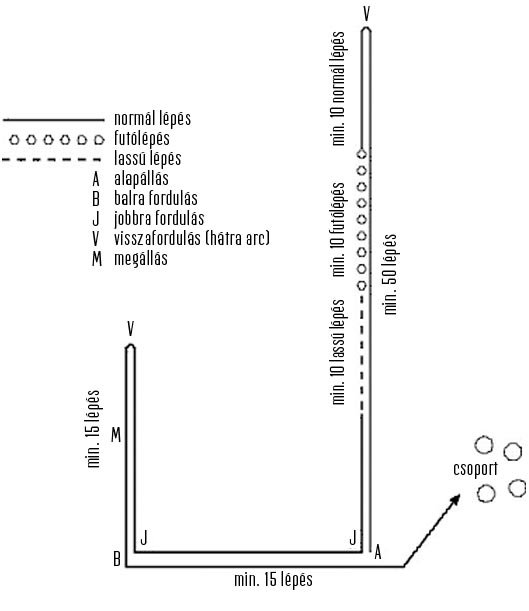 V
min. 10 normál lépés
normál lépés
futólépés
lassú lépés
A alapállás
B balra fordulás
J jobbra fordulás
V visszafordulás (hátra arc)
M megállás
min. 10 futólépés
min. 50 lépés
min. 10 lassú lépés
V
min. 15 lépés
M
csoport
J
J
A
B
min. 15 lépés